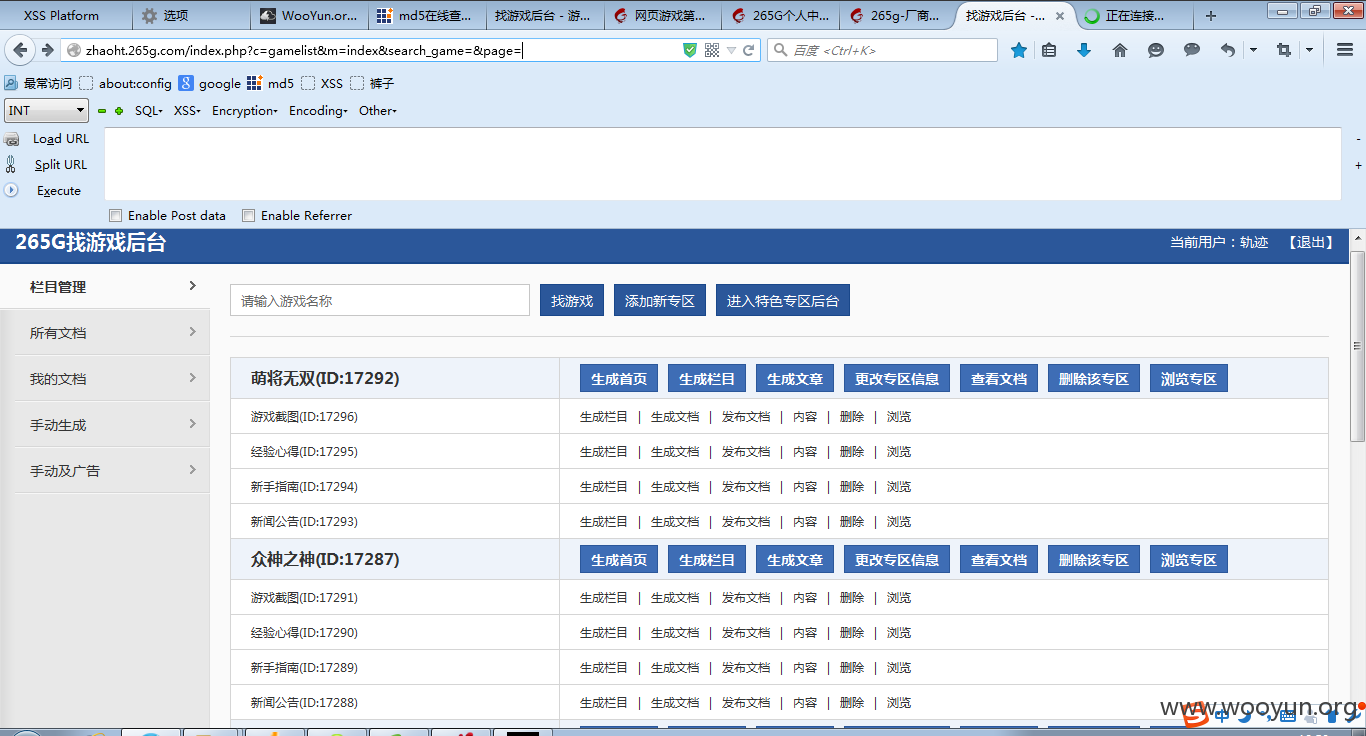 XSS Platform 选项 WooYun.or... md5在线查... 找游戏后台 - 游... 网页游戏第... 265G个人中... 265g-厂商... 找游戏后台 -... 正在连接...
zhaoht.265g.com/index.php?c=gamelist&m=index&search_game=&page= 百度 <Ctrl+K>
最常访问 about:config google md5 XSS 裤子
INT SQL XSS Encryption Encoding Other
Load URL
Split URL
Execute
Enable Post data Enable Referrer
265G找游戏后台 当前用户：轨迹 【退出】
栏目管理
所有文档
我的文档
手动生成
手动及广告
请输入游戏名称 找游戏 添加新专区 进入特色专区后台
萌将无双(ID:17292) 生成首页 生成栏目 生成文章 更改专区信息 查看文档 删除该专区 浏览专区
游戏截图(ID:17296) 生成栏目 | 生成文档 | 发布文档 | 内容 | 删除 | 浏览
经验心得(ID:17295) 生成栏目 | 生成文档 | 发布文档 | 内容 | 删除 | 浏览
新手指南(ID:17294) 生成栏目 | 生成文档 | 发布文档 | 内容 | 删除 | 浏览
新闻公告(ID:17293) 生成栏目 | 生成文档 | 发布文档 | 内容 | 删除 | 浏览
众神之神(ID:17287) 生成首页 生成栏目 生成文章 更改专区信息 查看文档 删除该专区 浏览专区
游戏截图(ID:17291) 生成栏目 | 生成文档 | 发布文档 | 内容 | 删除 | 浏览
经验心得(ID:17290) 生成栏目 | 生成文档 | 发布文档 | 内容 | 删除 | 浏览
新手指南(ID:17289) 生成栏目 | 生成文档 | 发布文档 | 内容 | 删除 | 浏览
新闻公告(ID:17288) 生成栏目 | 生成文档 | 发布文档 | 内容 | 删除 | 浏览
www.wooyun.org
中